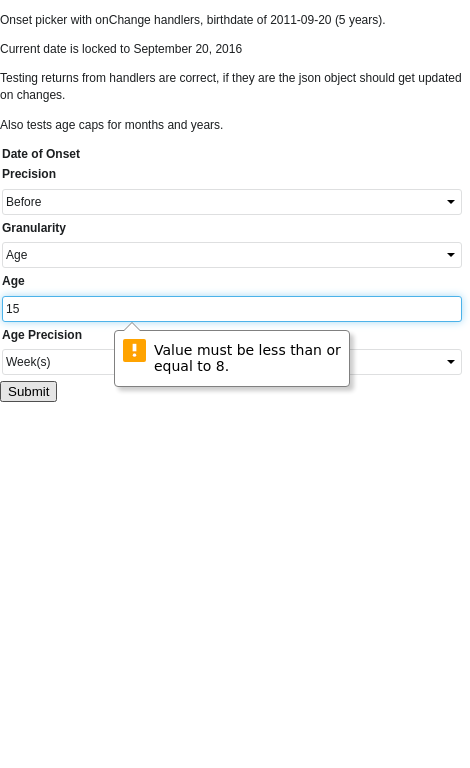 Onset picker with onChange handlers, birthdate of 2011-09-20 (5 years).
Current date is locked to September 20, 2016
Testing returns from handlers are correct, if they are the json object should get updated
on changes.
Also tests age caps for months and years.
Date of Onset
Precision
Before
Granularity
Age
Age
15
Age Precision
Week(s)
Value must be less than or
equal to 8.
Submit